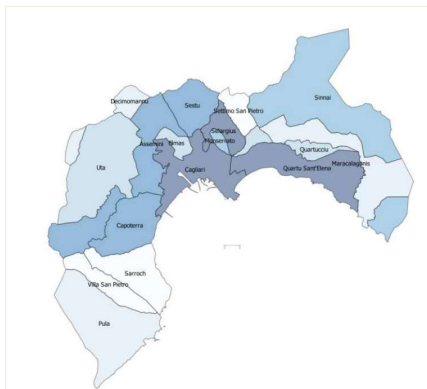 Decimomannu
Sestu
Settimo San Pietro
Sinnai
Assemini
Elmas
Selargius
Monserrato
Quartucciu
Uta
Cagliari
Quartu Sant'Elena
Maracalagonis
Capoterra
Sarroch
Villa San Pietro
Pula